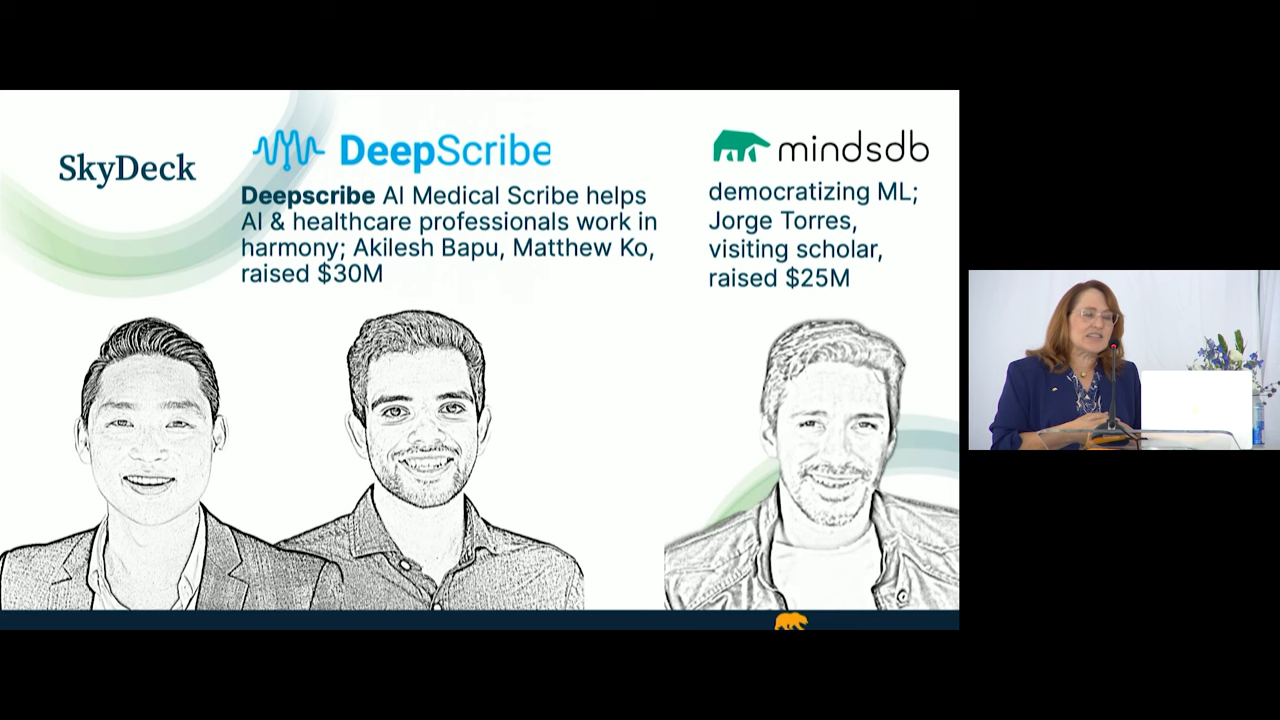 SkyDeck
DeepScribe
Deepscribe AI Medical Scribe helps
AI & healthcare professionals work in
harmony; Akilesh Bapu, Matthew Ko,
raised $30M
mindsdb
democratizing ML;
Jorge Torres,
visiting scholar,
raised $25M